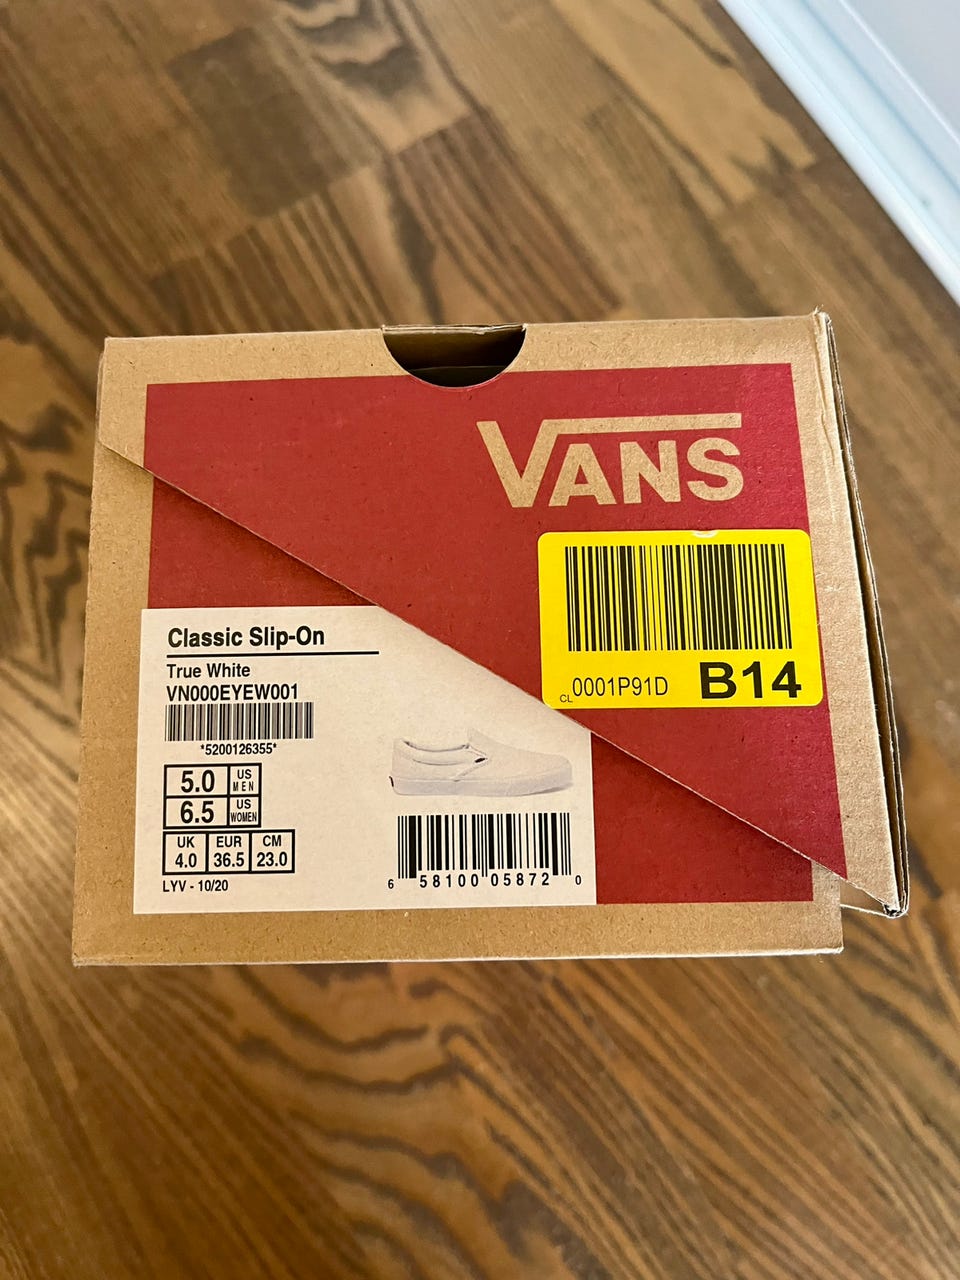 VANS
CL 0001P91D B14
Classic Slip-On
True White
VN000EYEW001
*5200126355*
5.0 US MEN
6.5 US WOMEN
UK EUR CM
4.0 36.5 23.0
LYV - 10/20
6 58100 05872 0